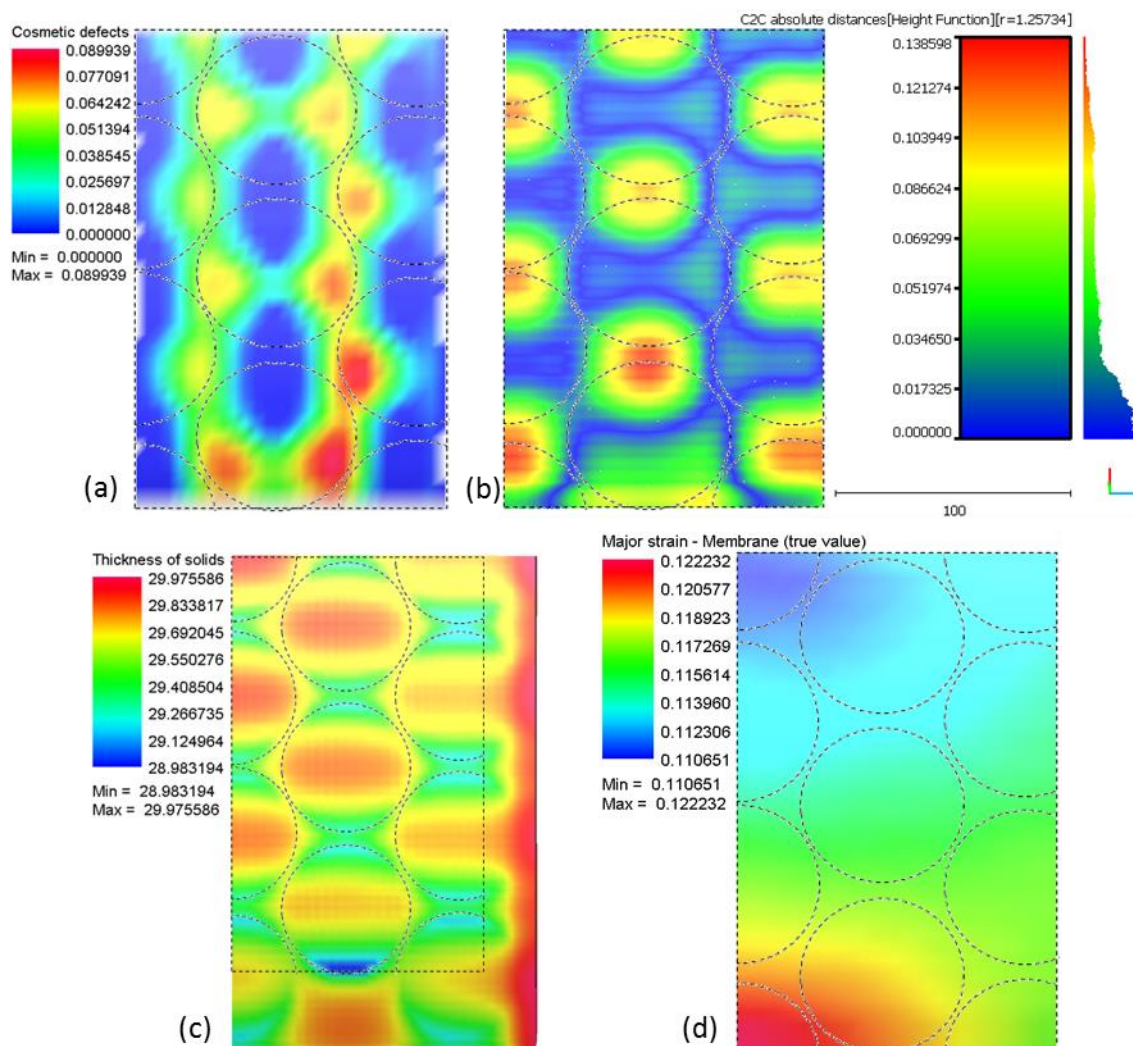 Cosmetic defects
0.089939
0.077091
0.064242
0.051394
0.038545
0.025697
0.012848
0.000000
Min = 0.000000
Max = 0.089939
(a)
(b)
C2C absolute distances[Height Function][r=1.25734]
0.138598
0.121274
0.103949
0.086624
0.069299
0.051974
0.034650
0.017325
0.000000
100
Thickness of solids
29.975586
29.833817
29.692045
29.550276
29.408504
29.266735
29.124964
28.983194
Min = 28.983194
Max = 29.975586
(c)
Major strain - Membrane (true value)
0.122232
0.120577
0.118923
0.117269
0.115614
0.113960
0.112306
0.110651
Min = 0.110651
Max = 0.122232
(d)